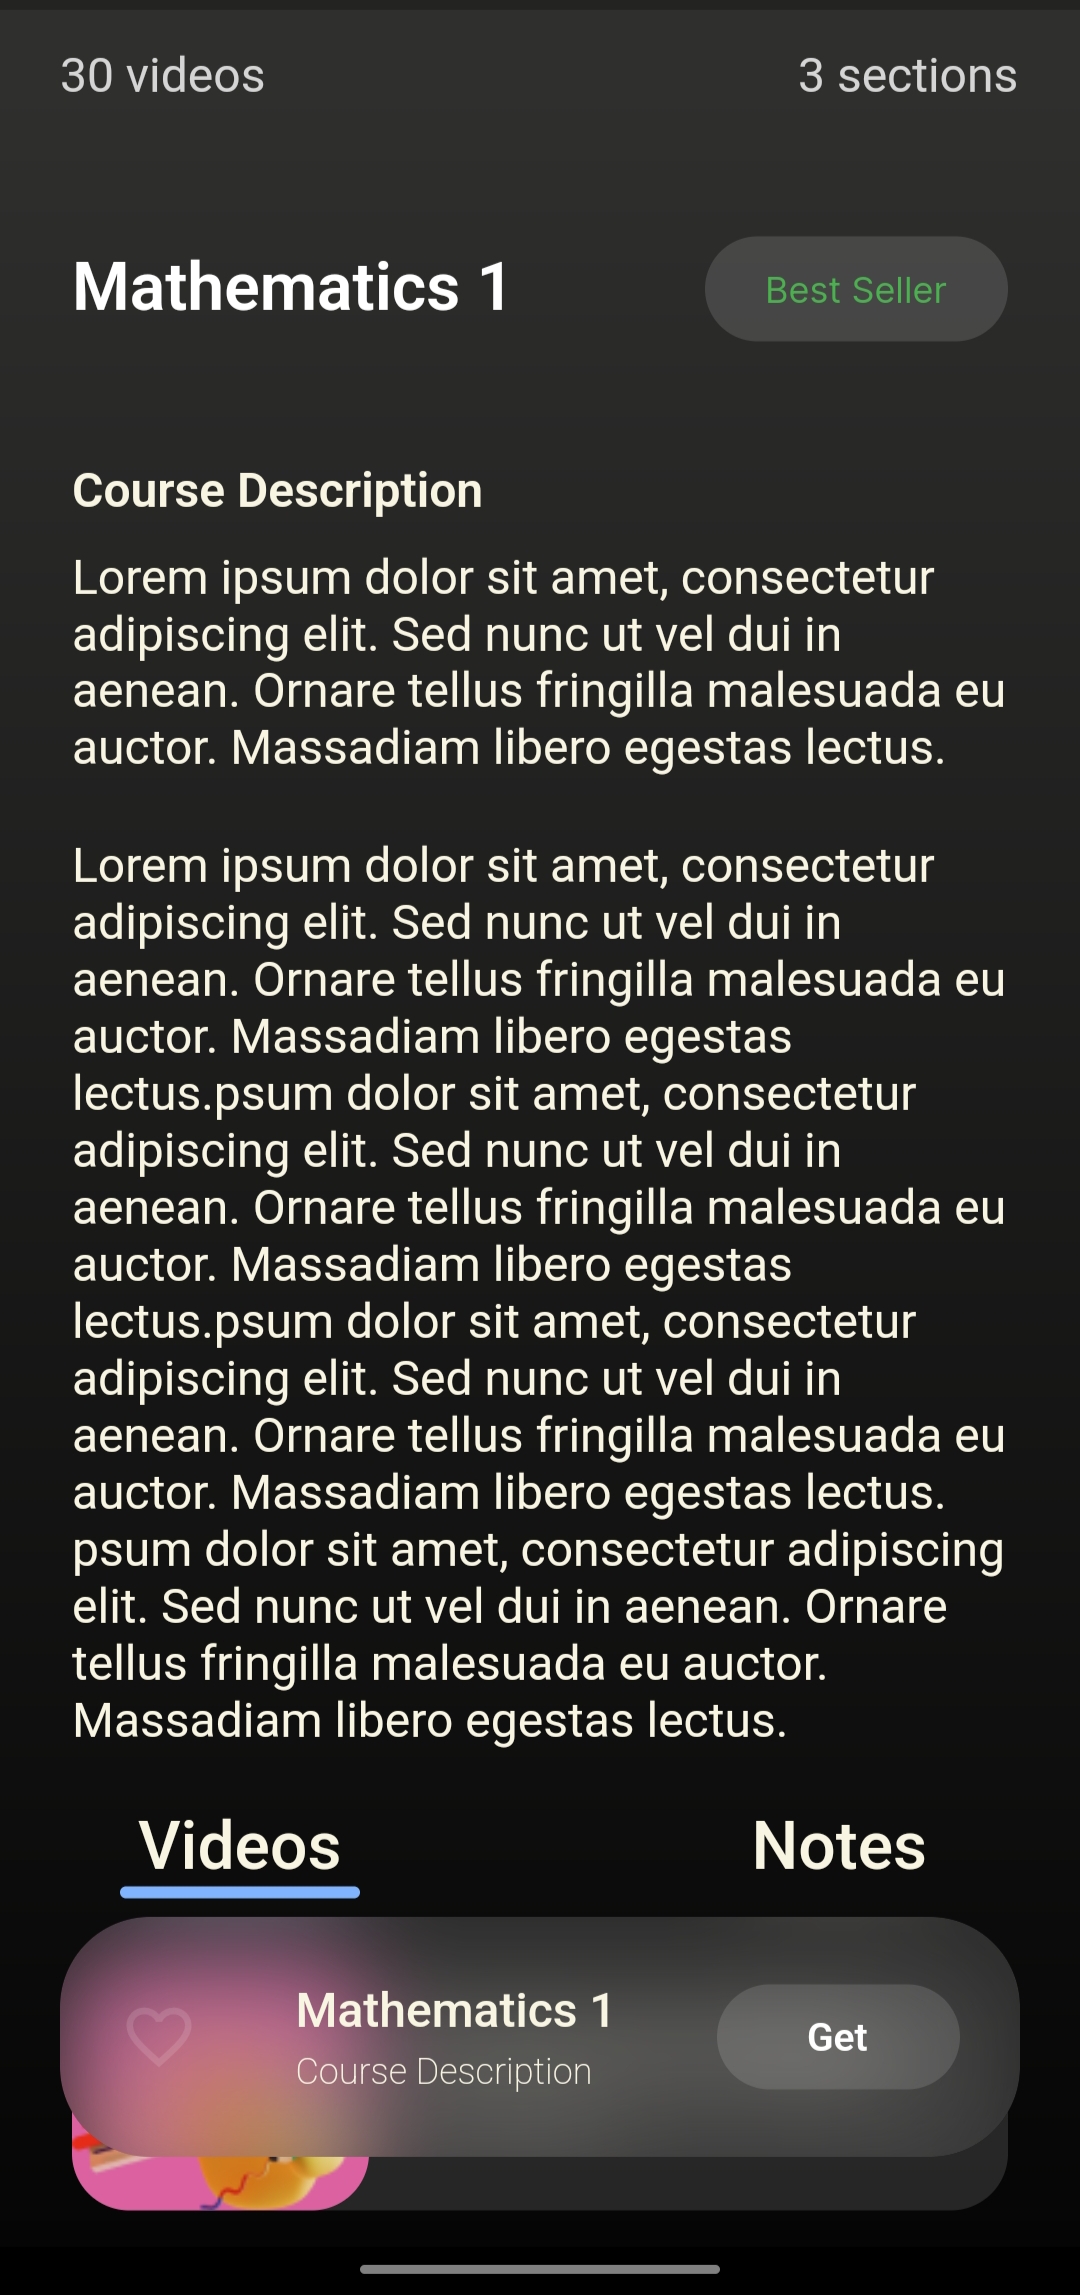 30 videos
3 sections
Mathematics 1
Best Seller
Course Description
Lorem ipsum dolor sit amet, consectetur
adipiscing elit. Sed nunc ut vel dui in
aenean. Ornare tellus fringilla malesuada eu
auctor. Massadiam libero egestas lectus.
Lorem ipsum dolor sit amet, consectetur
adipiscing elit. Sed nunc ut vel dui in
aenean. Ornare tellus fringilla malesuada eu
auctor. Massadiam libero egestas
lectus.psum dolor sit amet, consectetur
adipiscing elit. Sed nunc ut vel dui in
aenean. Ornare tellus fringilla malesuada eu
auctor. Massadiam libero egestas
lectus.psum dolor sit amet, consectetur
adipiscing elit. Sed nunc ut vel dui in
aenean. Ornare tellus fringilla malesuada eu
auctor. Massadiam libero egestas lectus.
psum dolor sit amet, consectetur adipiscing
elit. Sed nunc ut vel dui in aenean. Ornare
tellus fringilla malesuada eu auctor.
Massadiam libero egestas lectus.
Videos
Notes
Mathematics 1
Course Description
Get